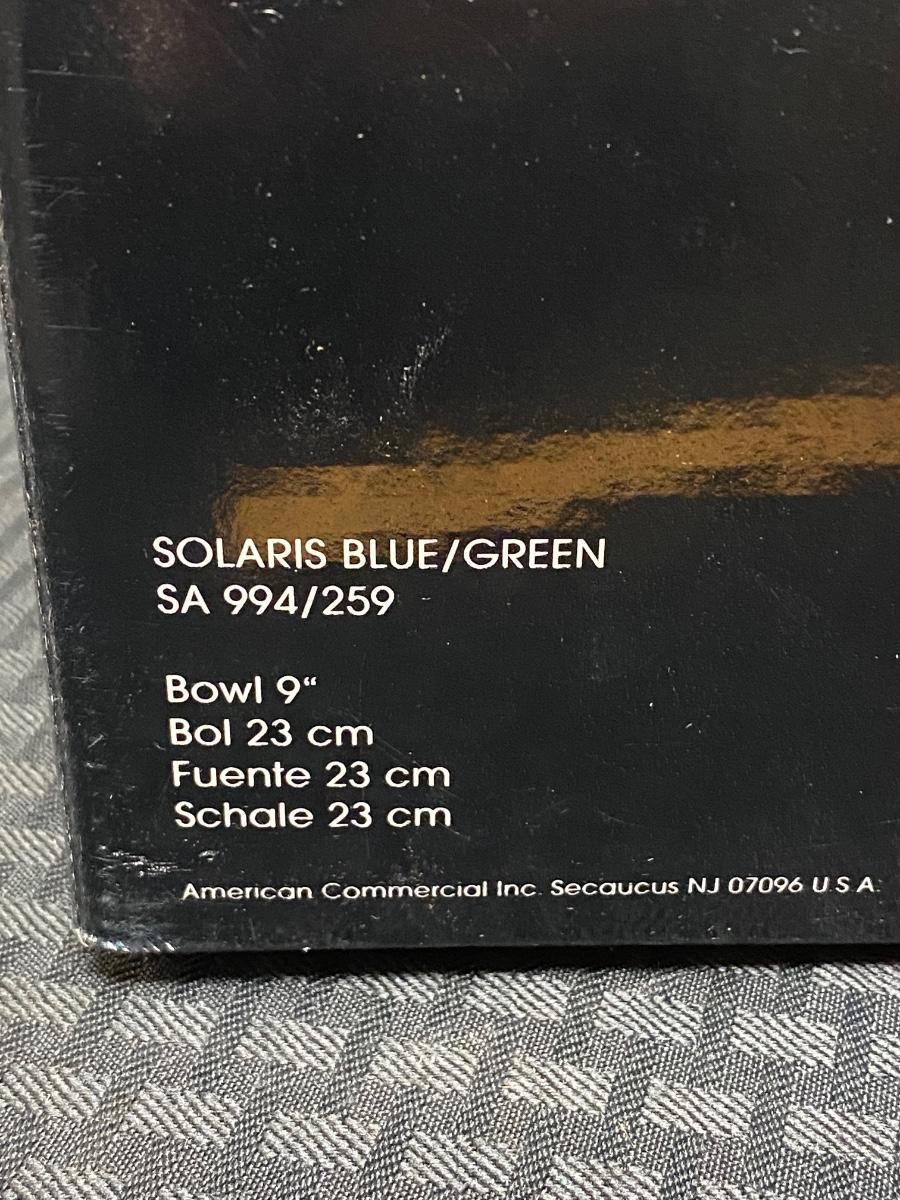 SOLARIS BLUE/GREEN
SA 994/259
Bowl 9“
Bol 23 cm
Fuente 23 cm
Schale 23 cm
American Commercial Inc. Secaucus NJ 07096 U.S.A.